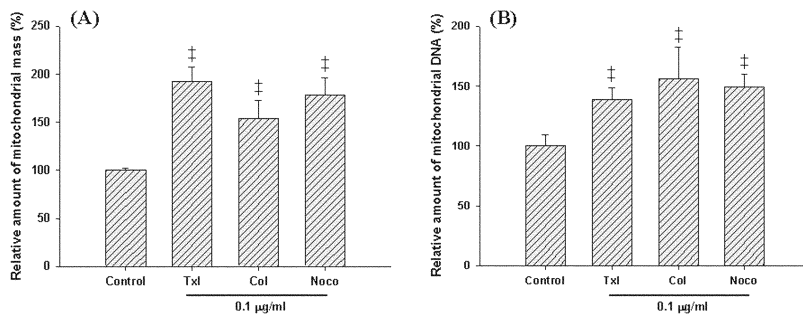 (A)
Relative amount of mitochondrial mass (%)
250
200
150
100
50
0
‡
‡
‡
Control
Txl
Col
Noco
0.1 μg/ml
(B)
Relative amount of mitochondrial DNA (%)
200
150
100
50
0
‡
‡
‡
Control
Txl
Col
Noco
0.1 μg/ml